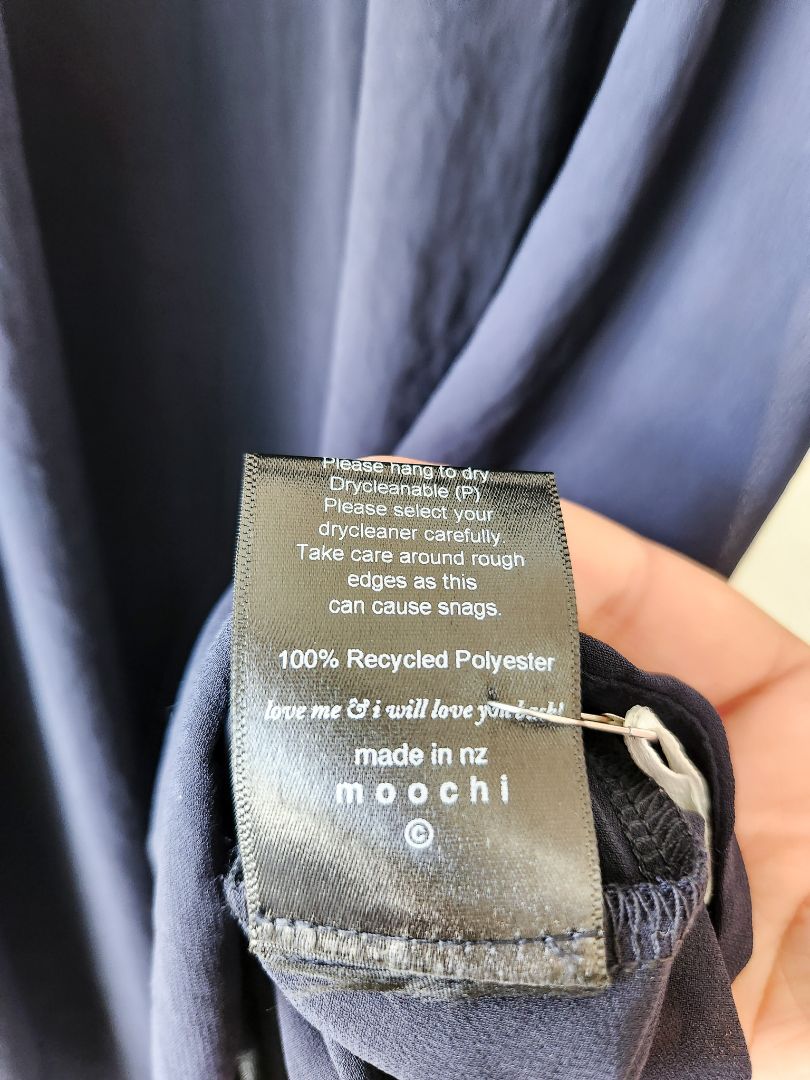 Please hang to dry
Drycleanable (P)
Please select your
drycleaner carefully.
Take care around rough
edges as this
can cause snags.
100% Recycled Polyester
love me & i will love you back!
made in nz
moochi
©